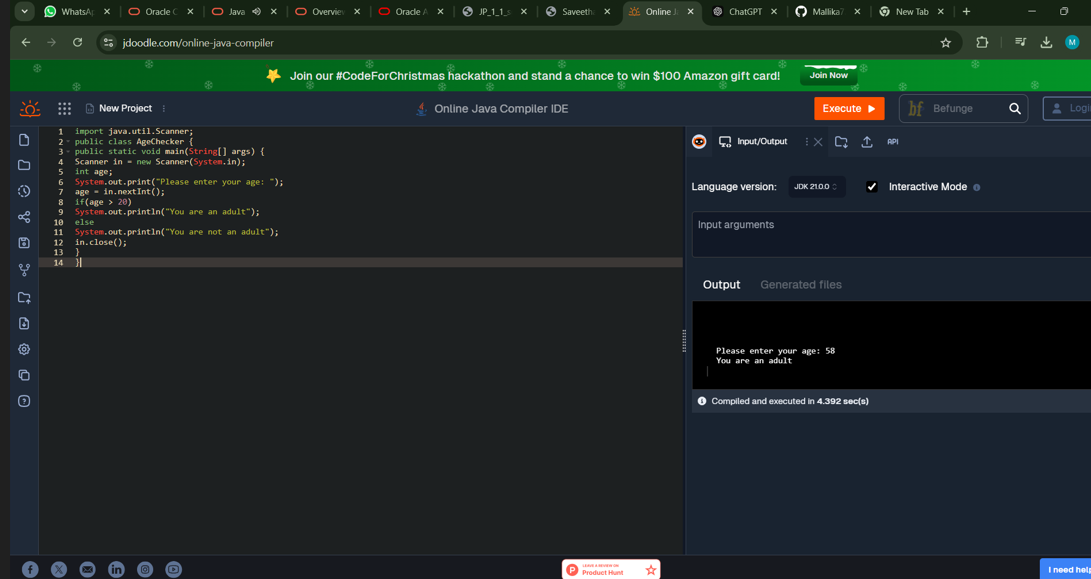 WhatsAp
Oracle C
Java
Overview
Oracle A
JP_1_1_s
Saveetha
Online Ja
ChatGPT
Mallika7
New Tab
jdoodle.com/online-java-compiler
M
Join our #CodeForChristmas hackathon and stand a chance to win $100 Amazon gift card!
Join Now
New Project
Online Java Compiler IDE
Execute
bf
Befunge
Logi
1 import java.util.Scanner;
2 public class AgeChecker {
3 public static void main(String[] args) {
4 Scanner in = new Scanner(System.in);
5 int age;
6 System.out.print("Please enter your age: ");
7 age = in.nextInt();
8 if(age > 20)
9 System.out.println("You are an adult");
10 else
11 System.out.println("You are not an adult");
12 in.close();
13 }
14 }
Input/Output
API
Language version:
JDK 21.0.0
Interactive Mode
Input arguments
Output
Generated files
Please enter your age: 58
You are an adult
Compiled and executed in 4.392 sec(s)
LEAVE A REVIEW ON
Product Hunt
I need help